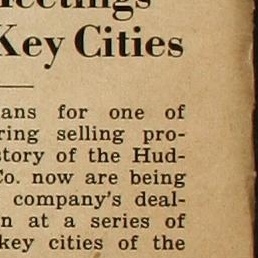 Meetings
Key Cities
ans for one of
ring selling pro-
story of the Hud-
Co. now are being
company's deal-
n at a series of
key cities of the